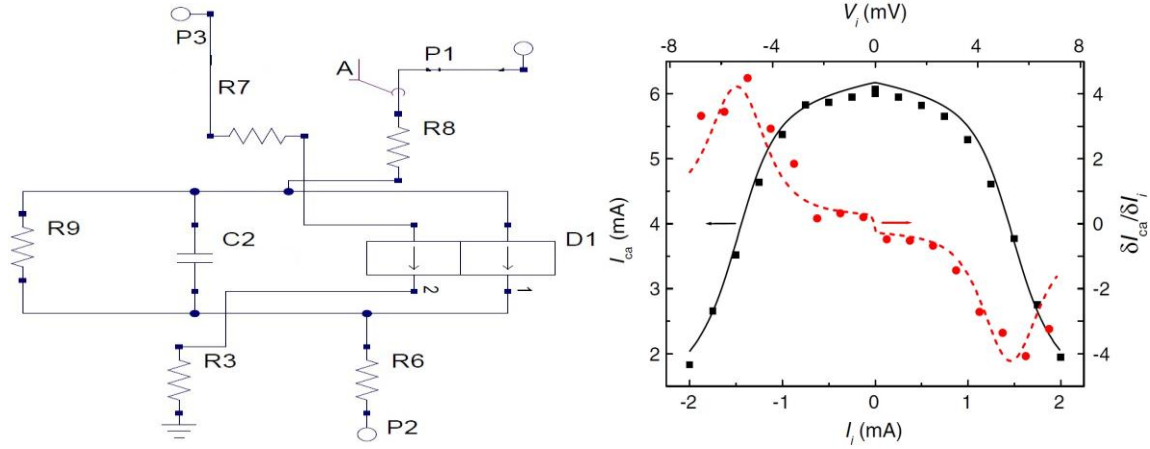 P3
A
P1
R7
R8
R9
C2
D1
2
1
R3
R6
P2
V_i (mV)
-8 -4 0 4 8
6
5
4
3
2
I_ca (mA)
4
2
0
-2
-4
δI_ca/δI_i
-2 -1 0 1 2
I_i (mA)